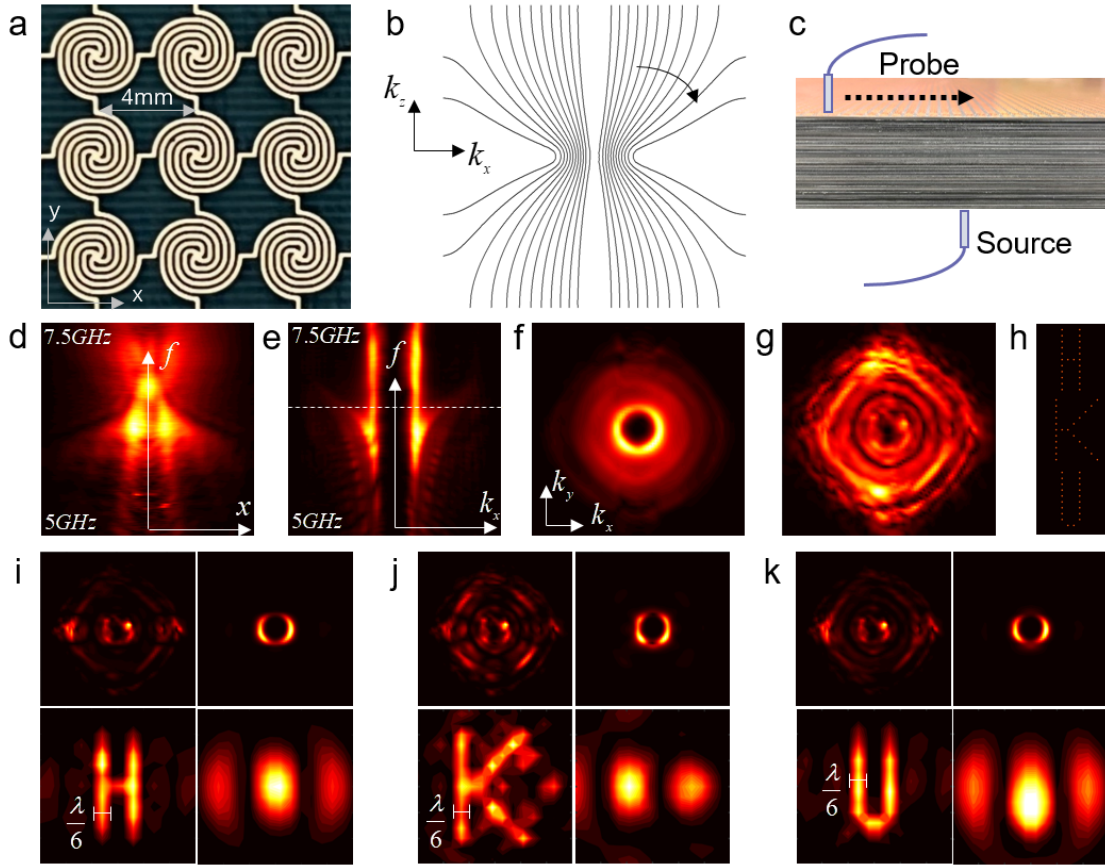 a
4mm
y
x
b
k_z
k_x
c
Probe
Source
d
7.5GHz
f
x
5GHz
e
7.5GHz
f
k_x
5GHz
f
k_y
k_x
g
h
H
K
U
i
H
λ/6
j
K
λ/6
k
U
λ/6